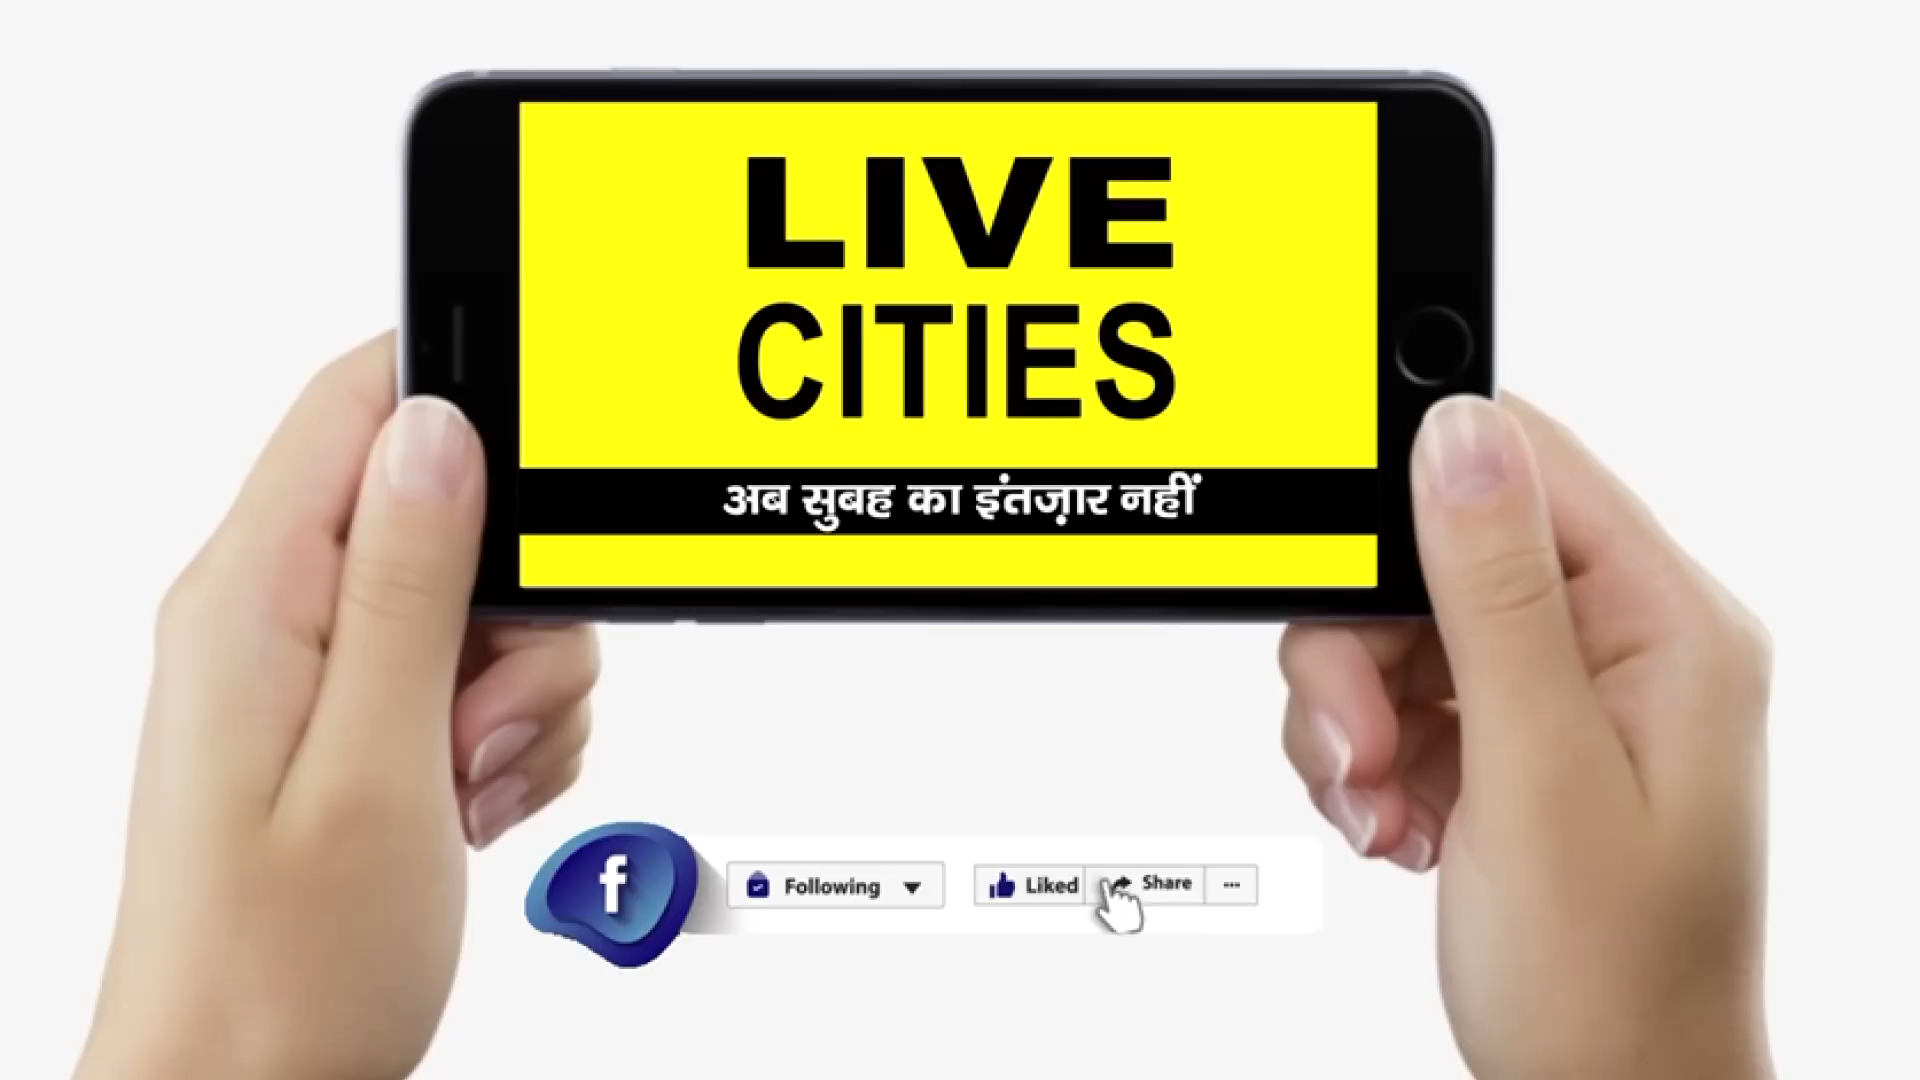 LIVE
CITIES
अब सुबह का इंतज़ार नहीं
f Following Liked Share ...